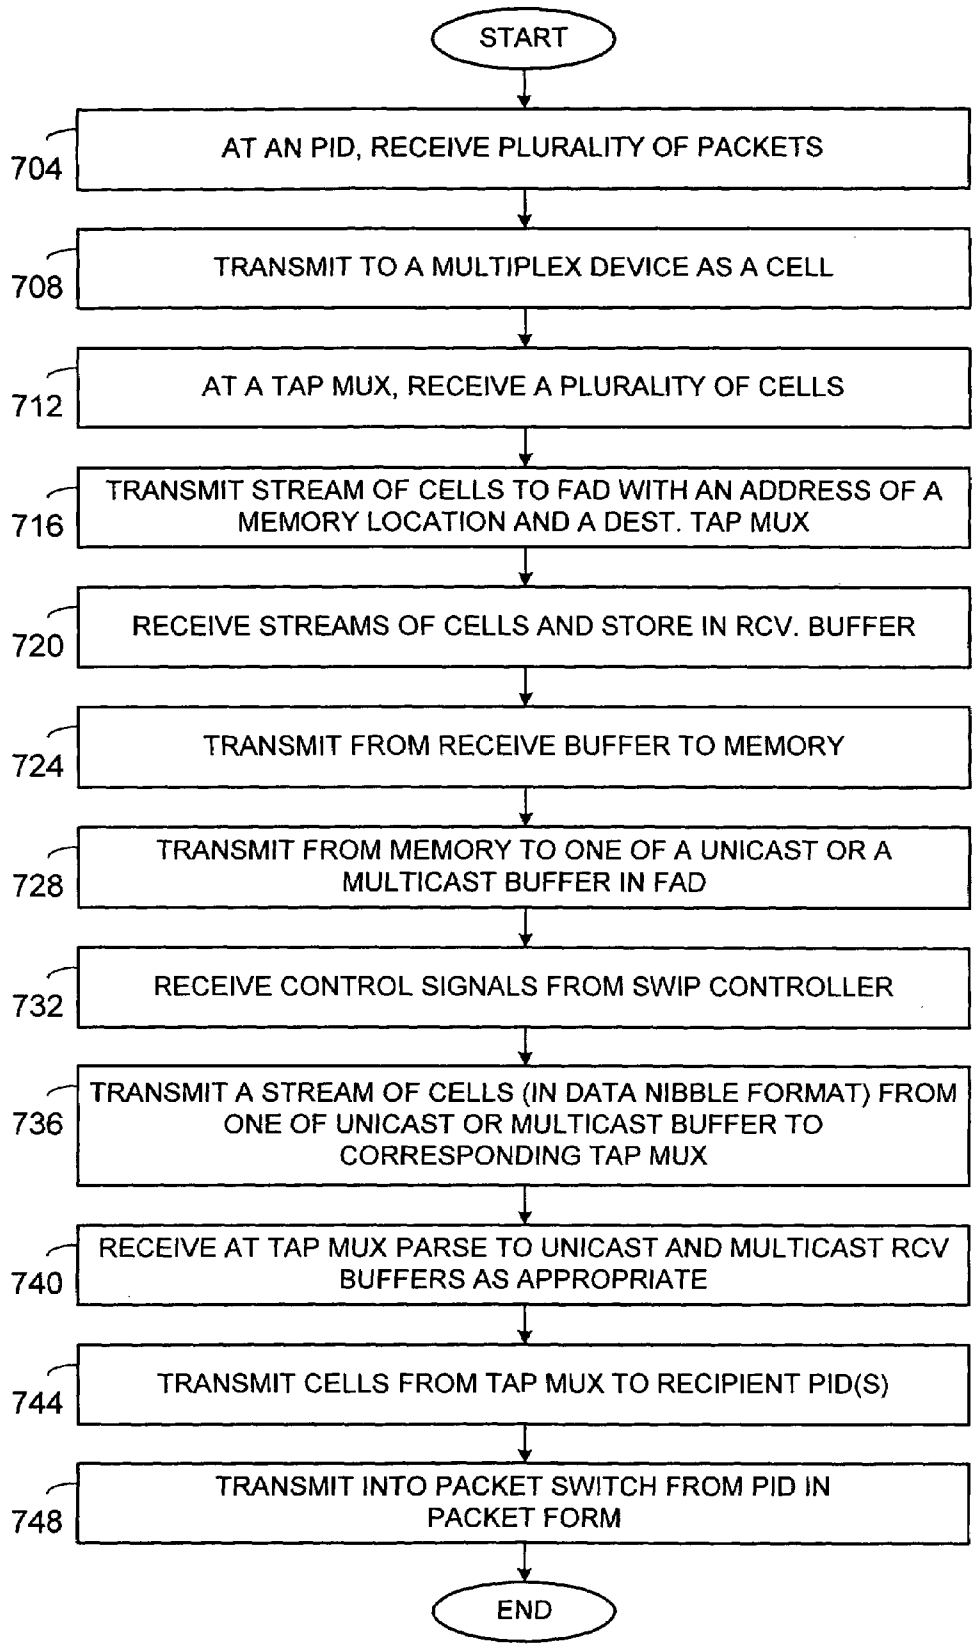 START
704
AT AN PID, RECEIVE PLURALITY OF PACKETS
708
TRANSMIT TO A MULTIPLEX DEVICE AS A CELL
712
AT A TAP MUX, RECEIVE A PLURALITY OF CELLS
716
TRANSMIT STREAM OF CELLS TO FAD WITH AN ADDRESS OF A
MEMORY LOCATION AND A DEST. TAP MUX
720
RECEIVE STREAMS OF CELLS AND STORE IN RCV. BUFFER
724
TRANSMIT FROM RECEIVE BUFFER TO MEMORY
728
TRANSMIT FROM MEMORY TO ONE OF A UNICAST OR A
MULTICAST BUFFER IN FAD
732
RECEIVE CONTROL SIGNALS FROM SWIP CONTROLLER
736
TRANSMIT A STREAM OF CELLS (IN DATA NIBBLE FORMAT) FROM
ONE OF UNICAST OR MULTICAST BUFFER TO
CORRESPONDING TAP MUX
740
RECEIVE AT TAP MUX PARSE TO UNICAST AND MULTICAST RCV
BUFFERS AS APPROPRIATE
744
TRANSMIT CELLS FROM TAP MUX TO RECIPIENT PID(S)
748
TRANSMIT INTO PACKET SWITCH FROM PID IN
PACKET FORM
END